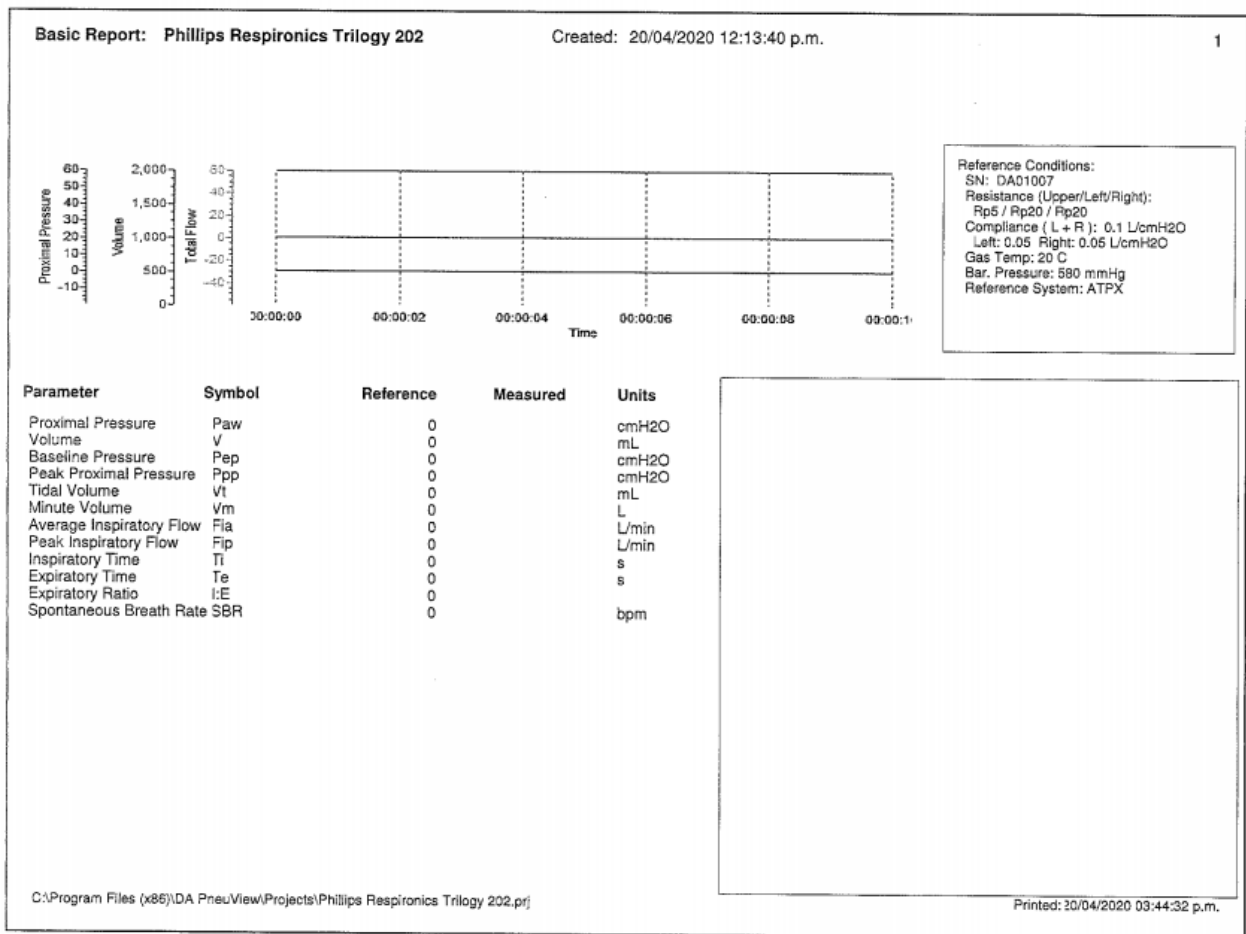 Basic Report: Phillips Respironics Trilogy 202 Created: 20/04/2020 12:13:40 p.m. 1
Proximal Pressure
60
50
40
30
20
10
0
-10
Volume
2,000
1,500
1,000
500
0
Total Flow
60
40
20
0
-20
-40
00:00:00 00:00:02 00:00:04 00:00:06 00:00:08 00:00:1
Time
Reference Conditions:
SN: DA01007
Resistance (Upper/Left/Right):
Rp5 / Rp20 / Rp20
Compliance ( L + R ): 0.1 L/cmH2O
Left: 0.05 Right: 0.05 L/cmH2O
Gas Temp: 20 C
Bar. Pressure: 580 mmHg
Reference System: ATPX
Parameter Symbol Reference Measured Units
Proximal Pressure Paw 0 cmH2O
Volume V 0 mL
Baseline Pressure Pep 0 cmH2O
Peak Proximal Pressure Ppp 0 cmH2O
Tidal Volume Vt 0 mL
Minute Volume Vm 0 L
Average Inspiratory Flow Fia 0 L/min
Peak Inspiratory Flow Fip 0 L/min
Inspiratory Time Ti 0 s
Expiratory Time Te 0 s
Expiratory Ratio I:E 0
Spontaneous Breath Rate SBR 0 bpm
C:\Program Files (x86)\DA PneuView\Projects\Phillips Respironics Trilogy 202.prj
Printed: 20/04/2020 03:44:32 p.m.